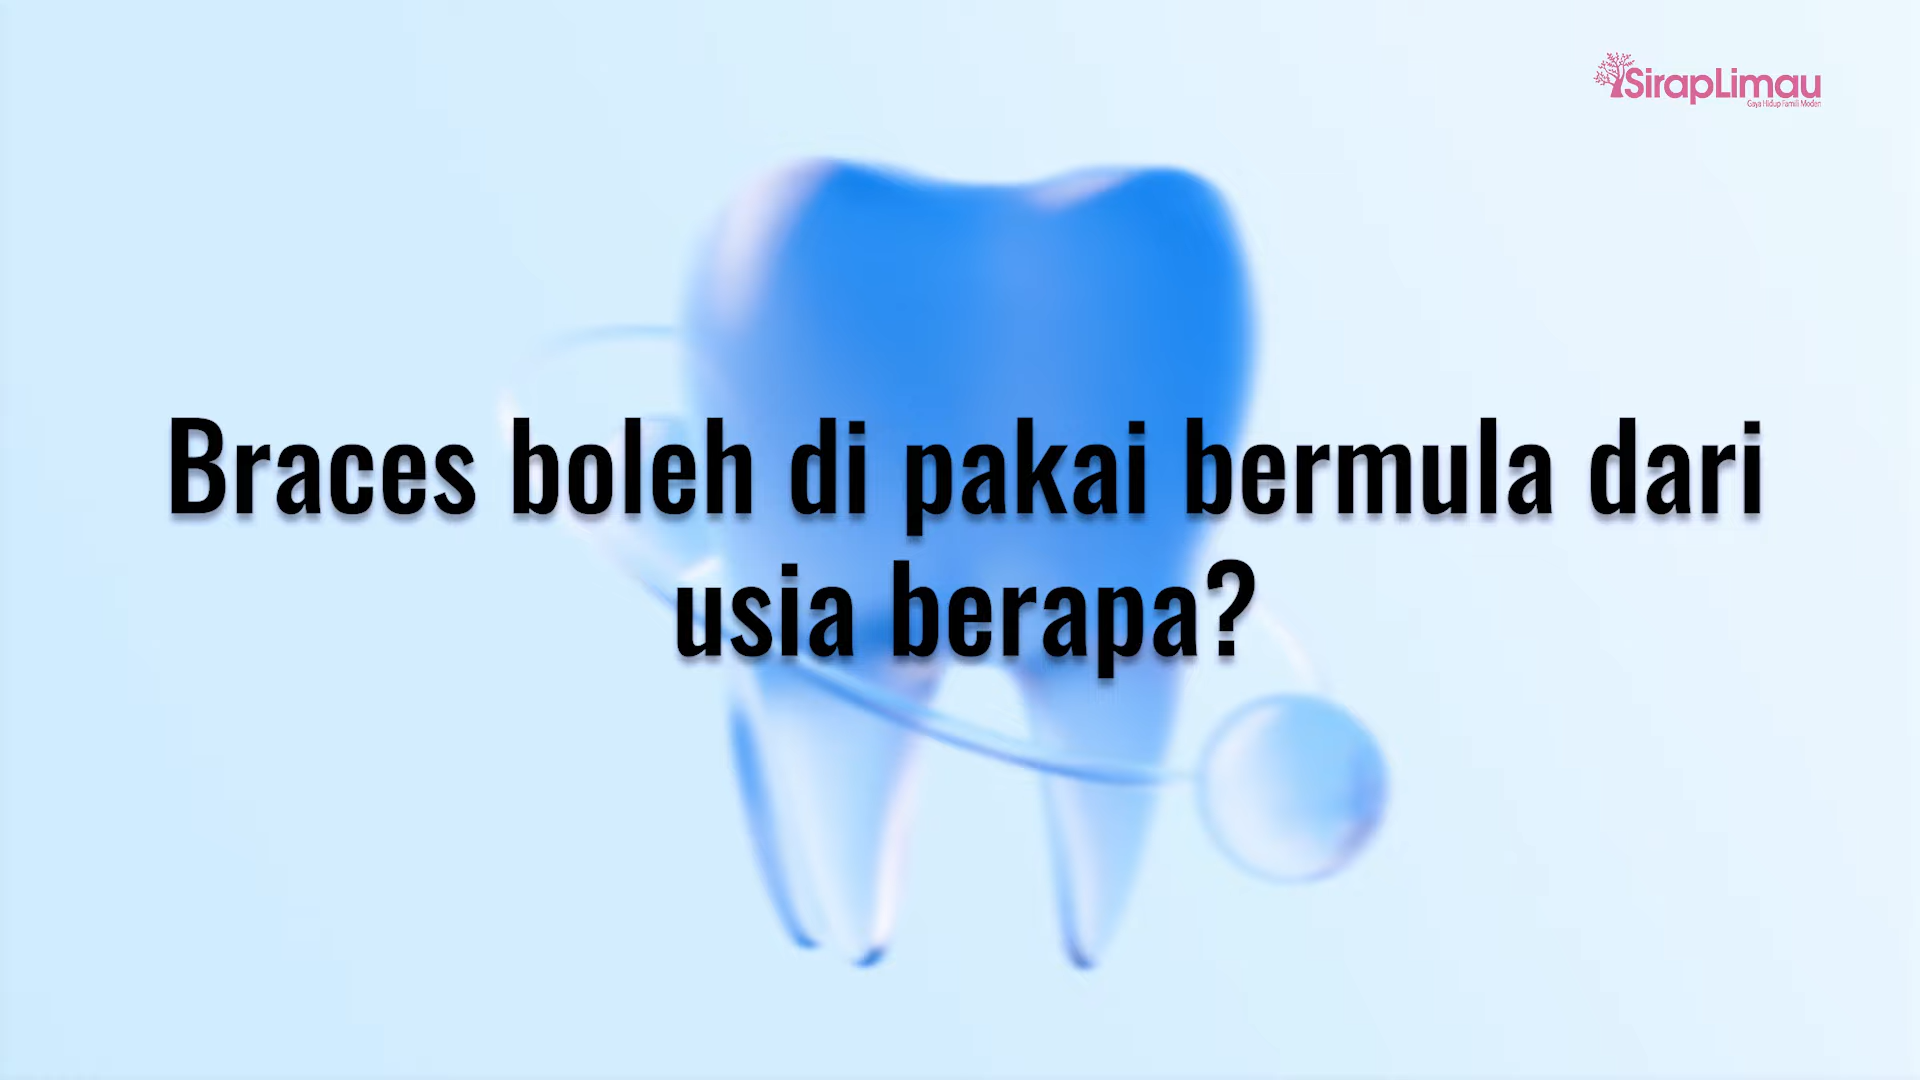 SirapLimau
Gaya Hidup Famili Moden
Braces boleh di pakai bermula dari
usia berapa?